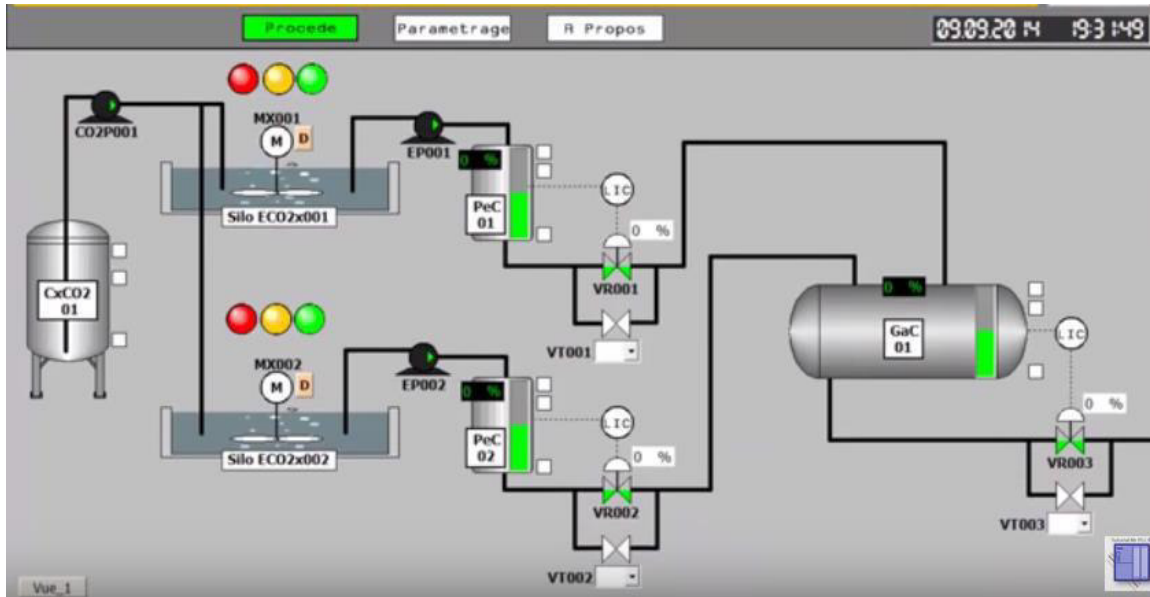 Procede
Parametrage
A Propos
09.09.2014 19:31:49
CO2P001
MX001
M
D
EP001
0 %
PeC
01
LIC
0 %
Silo ECO2x001
VR001
CxCO2
01
VT001
0 %
GaC
01
LIC
0 %
MX002
M
D
EP002
0 %
PeC
02
LIC
0 %
Silo ECO2x002
VR002
VR003
VT002
VT003
Vue_1